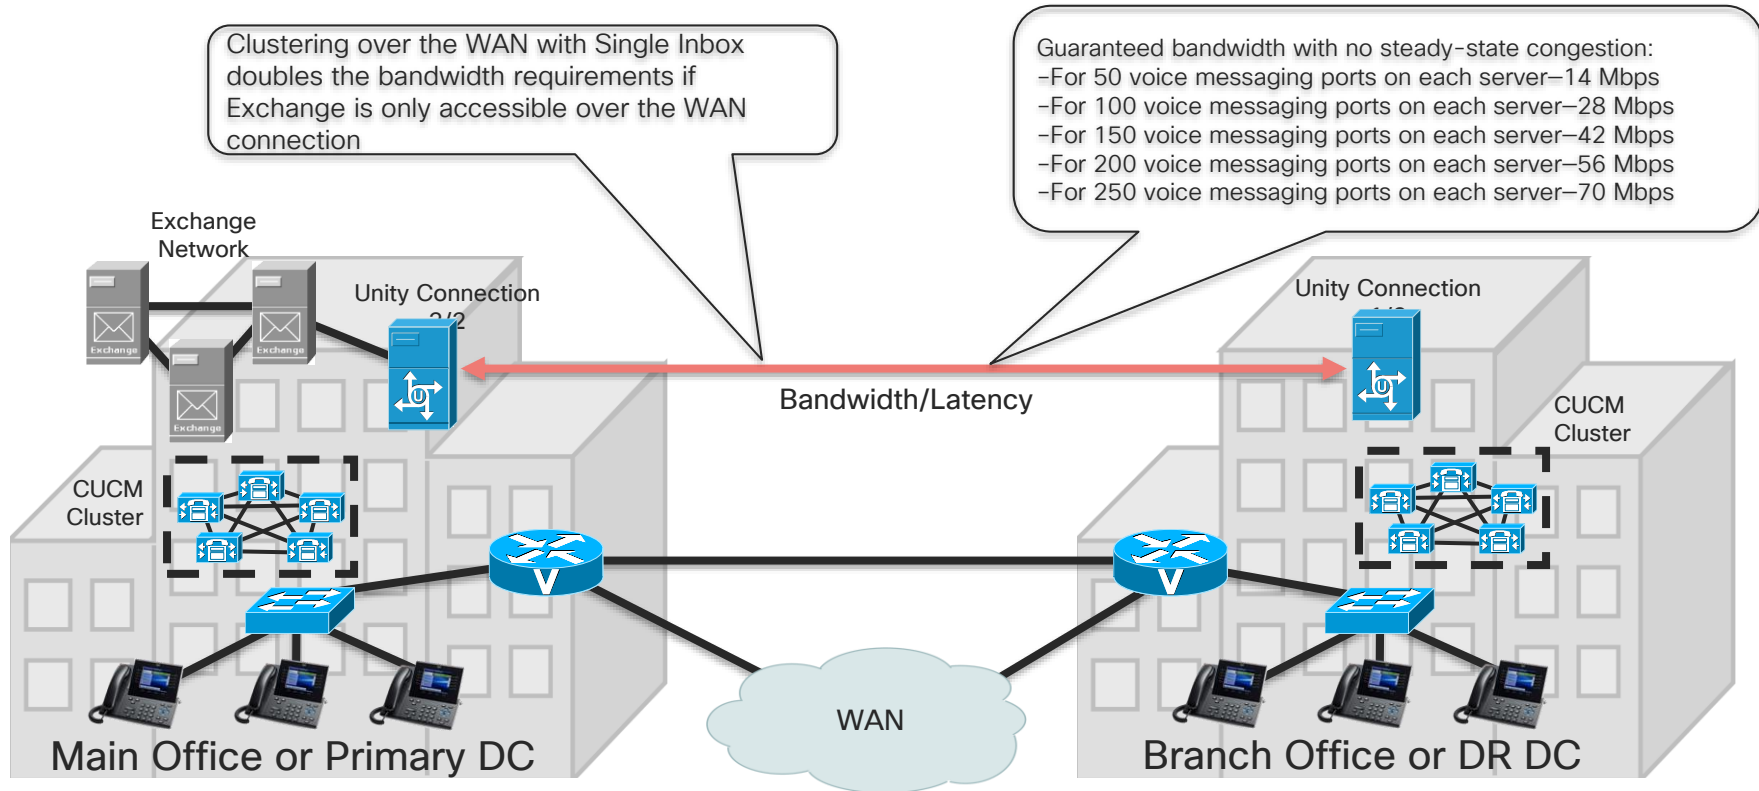 Clustering over the WAN with Single Inbox
doubles the bandwidth requirements if
Exchange is only accessible over the WAN
connection
Guaranteed bandwidth with no steady-state congestion:
-For 50 voice messaging ports on each server—14 Mbps
-For 100 voice messaging ports on each server—28 Mbps
-For 150 voice messaging ports on each server—42 Mbps
-For 200 voice messaging ports on each server—56 Mbps
-For 250 voice messaging ports on each server—70 Mbps
Exchange
Network
Unity Connection
Unity Connection
Exchange
Exchange
Exchange
U
U
Bandwidth/Latency
CUCM
Cluster
CUCM
Cluster
V
V
WAN
Main Office or Primary DC
Branch Office or DR DC